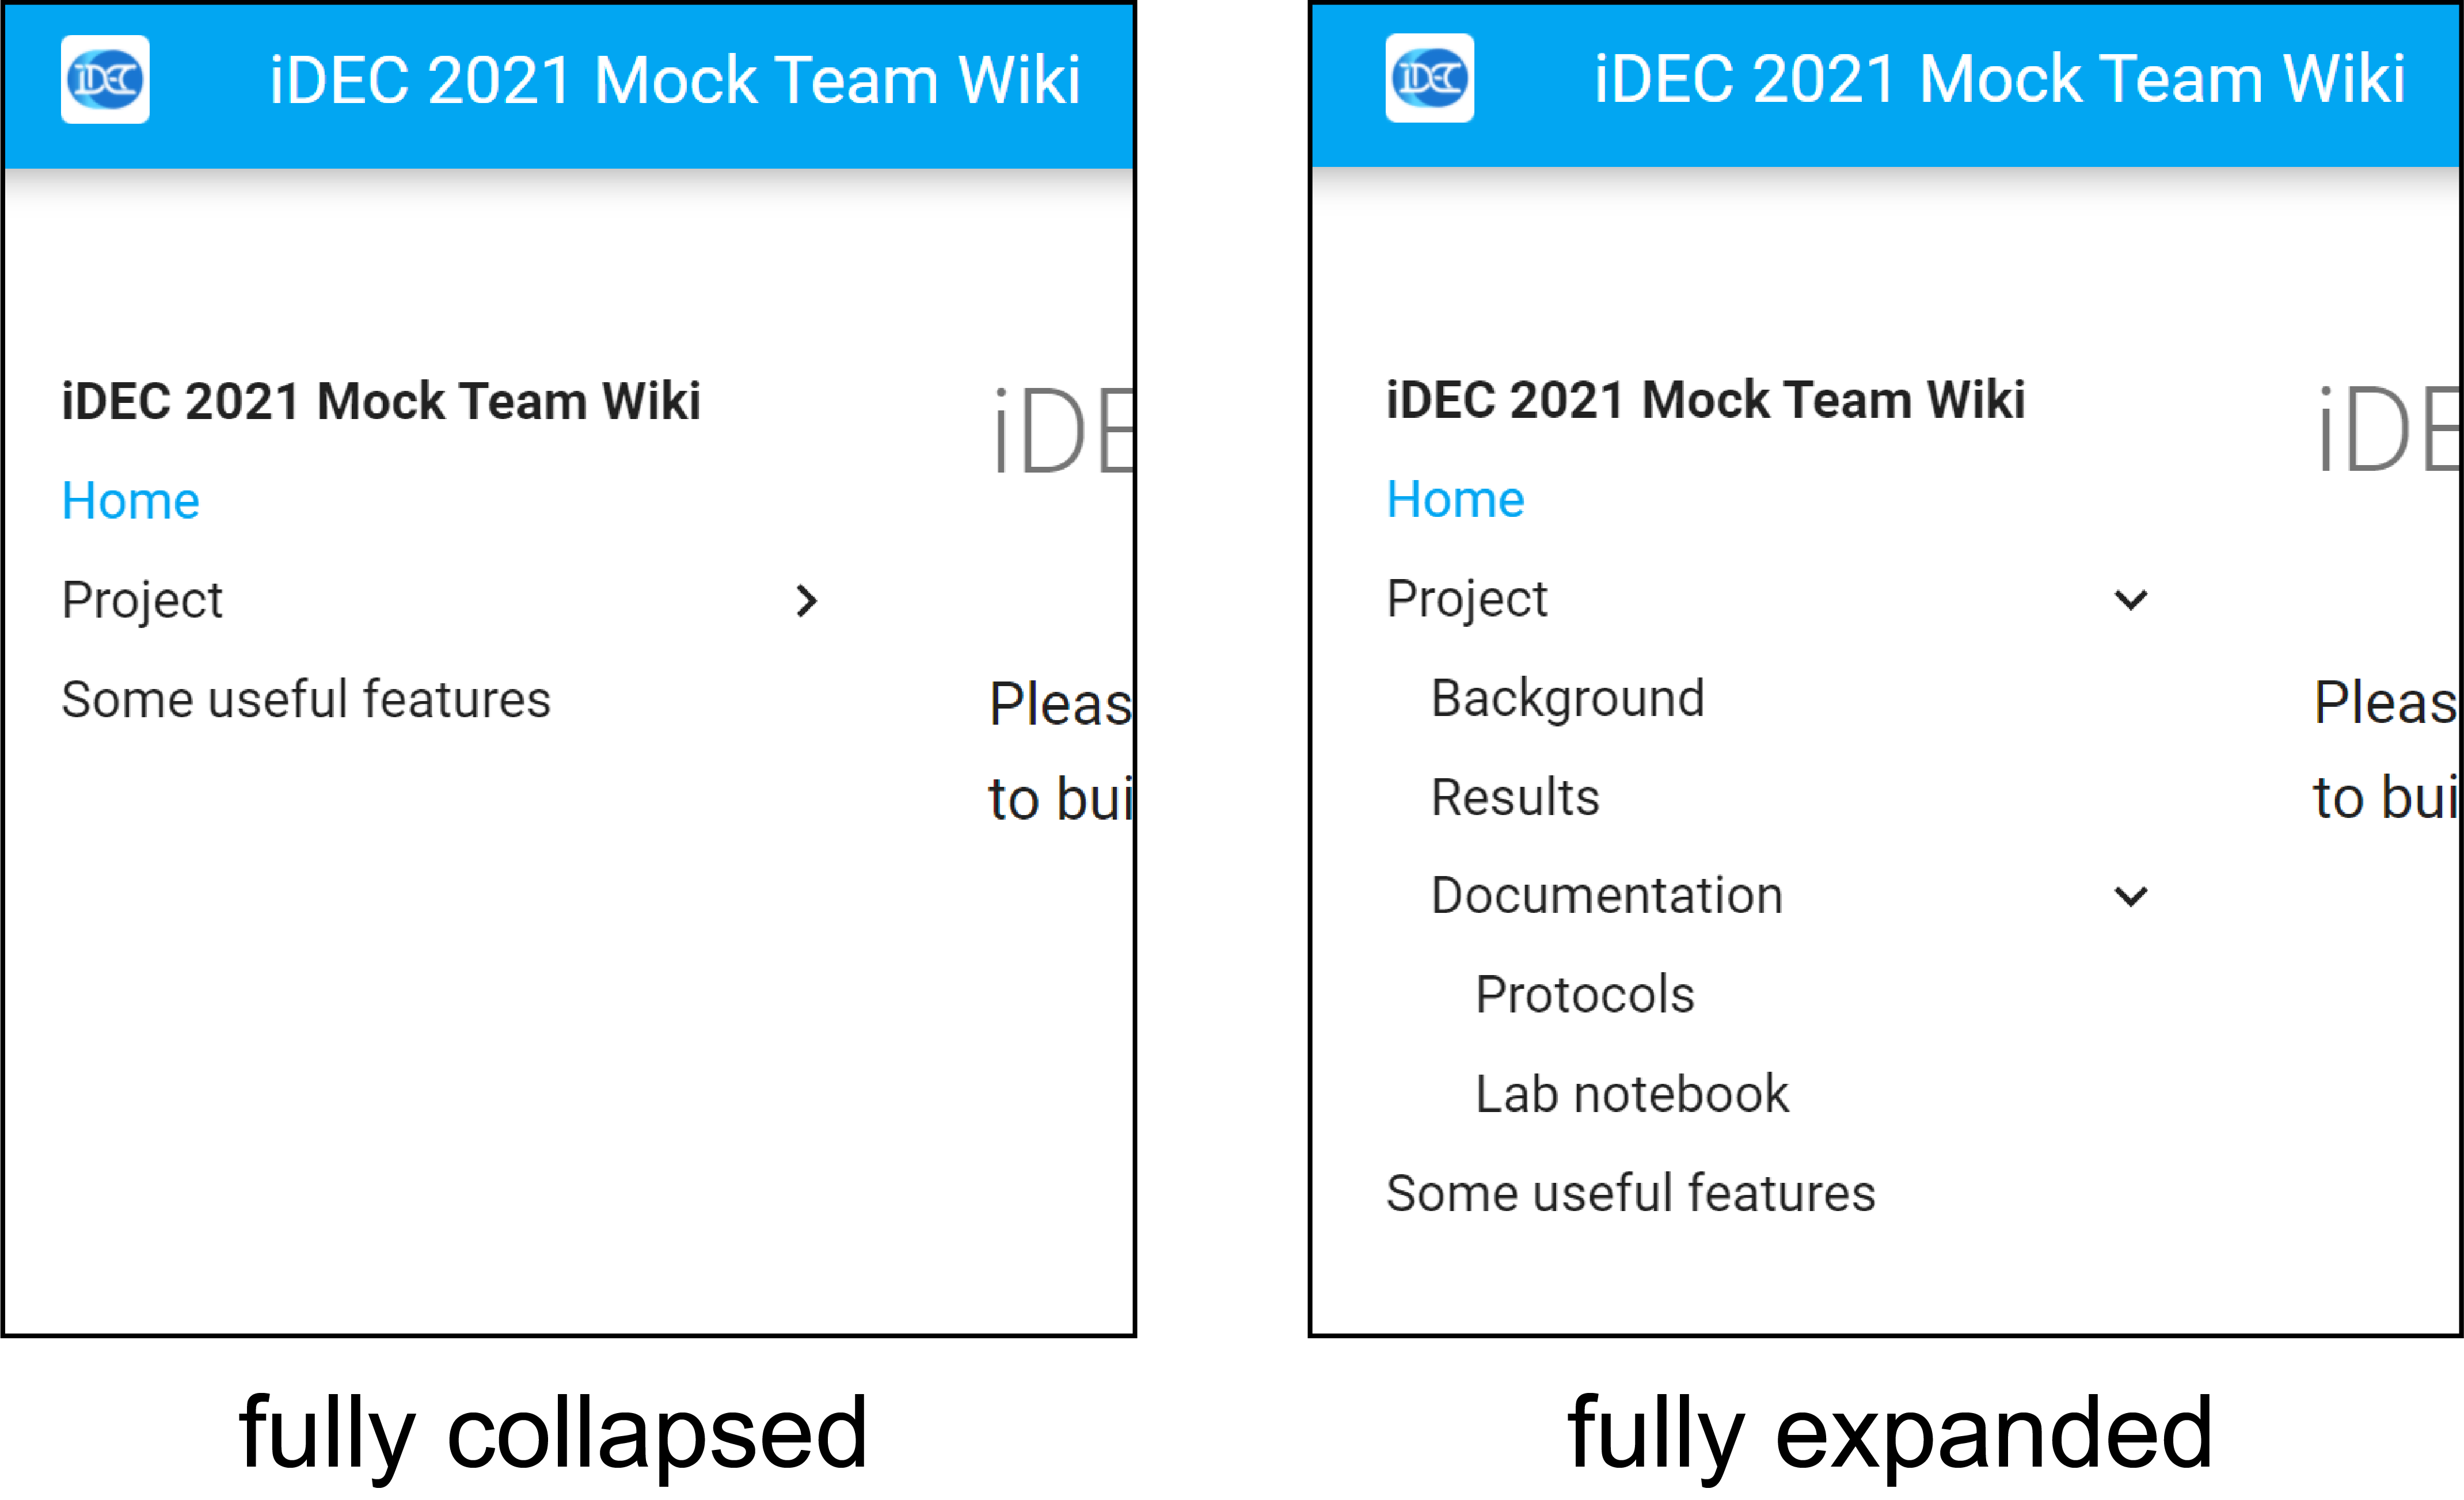 iDEC
iDEC 2021 Mock Team Wiki
iDEC 2021 Mock Team Wiki
iDE
Home
Project
Some useful features
Pleas
to bui
fully collapsed
iDEC
iDEC 2021 Mock Team Wiki
iDEC 2021 Mock Team Wiki
iDE
Home
Project
Background
Pleas
Results
to bui
Documentation
Protocols
Lab notebook
Some useful features
fully expanded